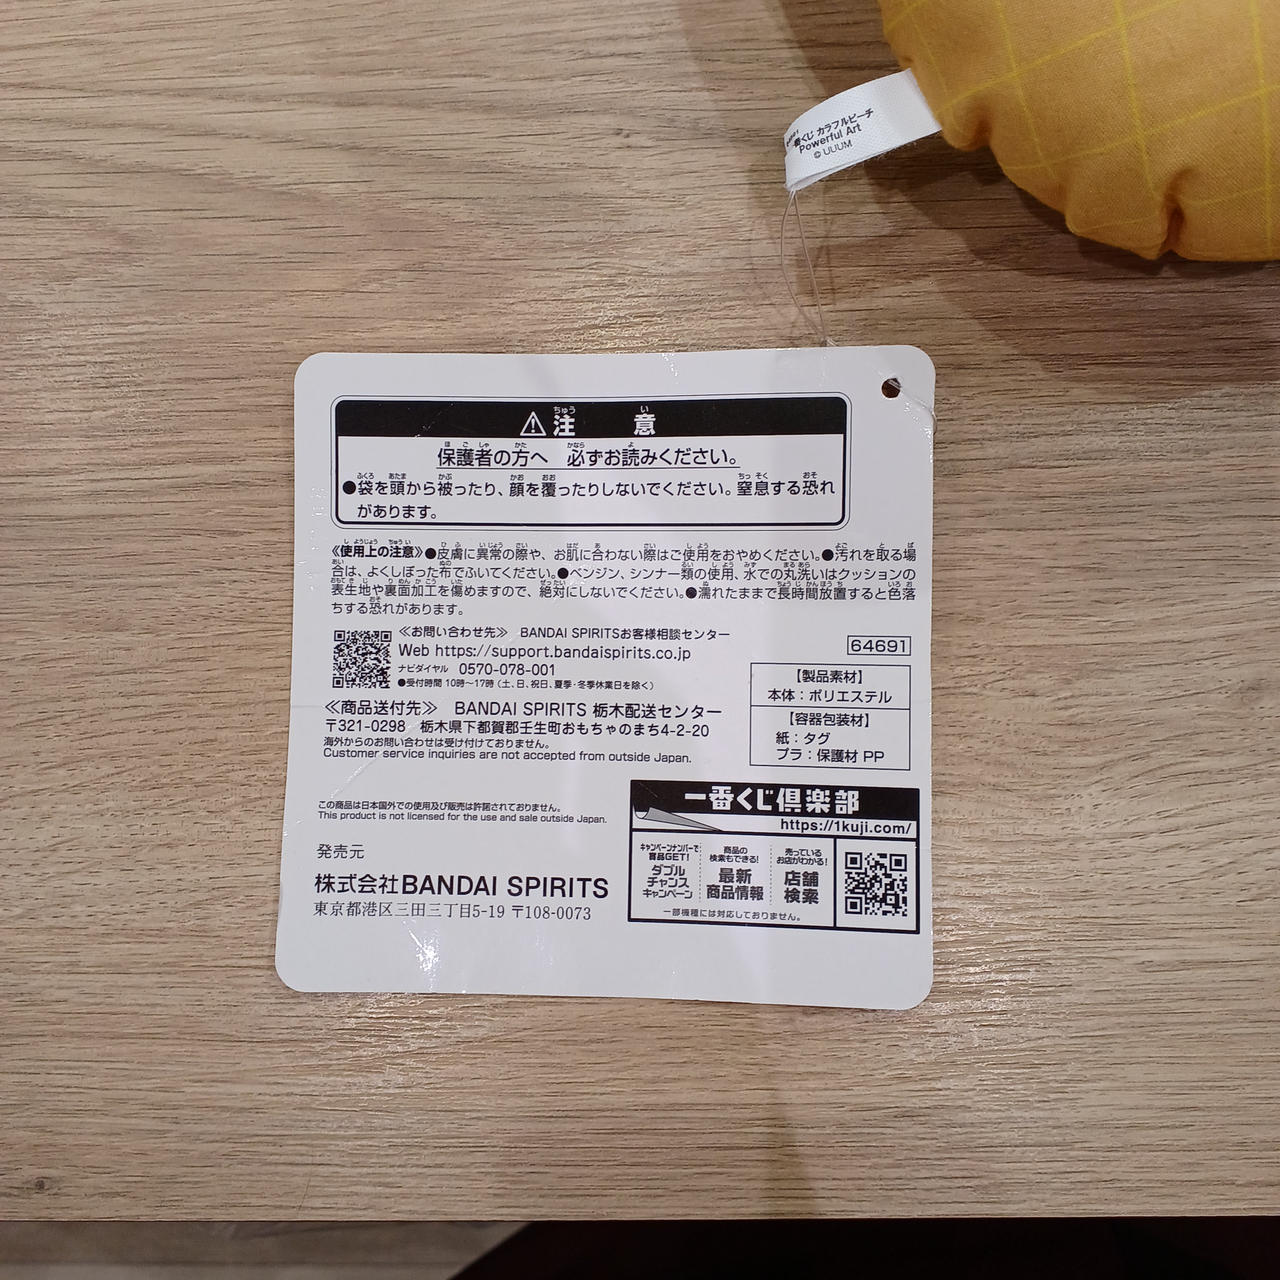 一番くじ カラフルピーチ
Powerful Art
© UUUM
⚠注意
保護者の方へ 必ずお読みください。
●袋を頭から被ったり、顔を覆ったりしないでください。窒息する恐れ
があります。
《使用上の注意》●皮膚に異常の際や、お肌に合わない際はご使用をおやめください。●汚れを取る場
合は、よくしぼった布でふいてください。●ベンジン、シンナー類の使用、水での丸洗いはクッションの
表生地や裏面加工を傷めますので、絶対にしないでください。●濡れたままで長時間放置すると色落
ちする恐れがあります。
≪お問い合わせ先≫ BANDAI SPIRITSお客様相談センター
Web https://support.bandaispirits.co.jp
ナビダイヤル 0570-078-001
●受付時間 10時～17時（土、日、祝日、夏季・冬季休業日を除く）
≪商品送付先≫ BANDAI SPIRITS 栃木配送センター
〒321-0298 栃木県下都賀郡壬生町おもちゃのまち4-2-20
海外からのお問い合わせは受け付けておりません。
Customer service inquiries are not accepted from outside Japan.
64691
【製品素材】
本体：ポリエステル
【容器包装材】
紙：タグ
プラ：保護材 PP
この商品は日本国外での使用及び販売は許諾されておりません。
This product is not licensed for the use and sale outside Japan.
発売元
株式会社BANDAI SPIRITS
東京都港区三田三丁目5-19 〒108-0073
一番くじ倶楽部
https://1kuji.com/
キャンペーンナンバーで
賞品GET!
ダブル
チャンス
キャンペーン
商品の
検索もできる!
最新
商品情報
売っている
お店がわかる!
店舗
検索
一部機種には対応しておりません。